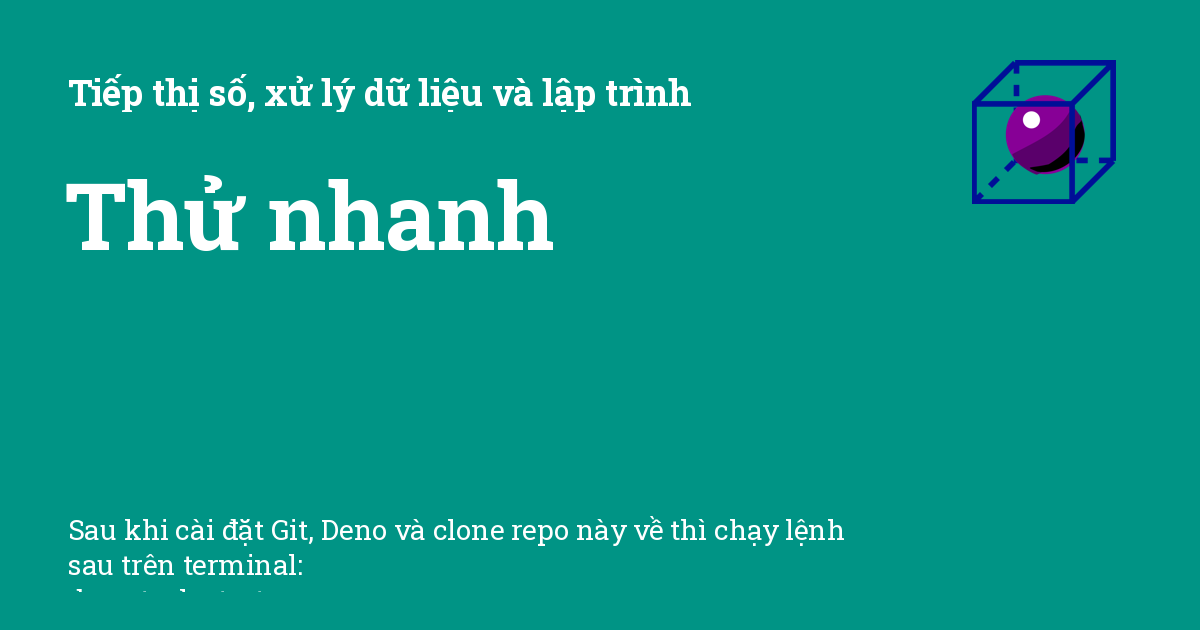 Tiếp thị số, xử lý dữ liệu và lập trình
Thử nhanh
Sau khi cài đặt Git, Deno và clone repo này về thì chạy lệnh
sau trên terminal: